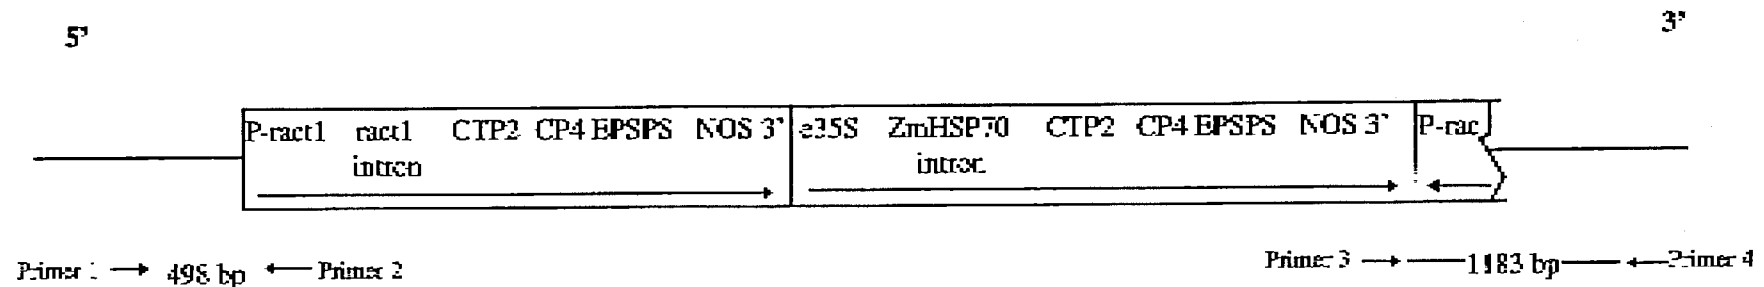 5' 3'
P-ract1 ract1 CTP2 CP4 EPSPS NOS 3' e35S ZmHSP70 CTP2 CP4 EPSPS NOS 3' P-rac
intron intron
Primer 1 498 bp Primer 2 Primer 3 1183 bp Primer 4